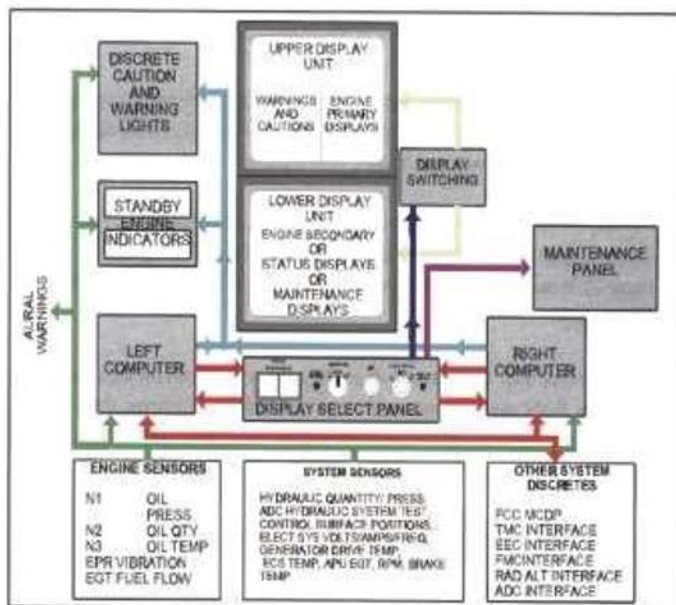 DISCRETE
CAUTION
AND
WARNING
LIGHTS
UPPER DISPLAY
UNIT
WARNINGS
AND
CAUTIONS
ENGINE
PRIMARY
DISPLAYS
DISPLAY
SWITCHING
STANDBY
ENGINE
INDICATORS
LOWER DISPLAY
UNIT
ENGINE SECONDARY
OR
STATUS DISPLAYS
OR
MAINTENANCE
DISPLAYS
MAINTENANCE
PANEL
AURAL
WARNINGS
LEFT
COMPUTER
DISPLAY SELECT PANEL
RIGHT
COMPUTER
ENGINE SENSORS
N1 OIL
PRESS
N2 OIL QTY
N3 OIL TEMP
EPR VIBRATION
EGT FUEL FLOW
SYSTEM SENSORS
HYDRAULIC QUANTITY/ PRESS
ADC HYDRAULIC SYSTEM TEST
CONTROL SURFACE POSITIONS
ELECT SYS VOLTS/AMPS/FREQ,
GENERATOR DRIVE TEMP,
ECS TEMP, APU EGT, RPM, BRAKE
TEMP
OTHER SYSTEM
DISCRETES
FCC MCDP
TMC INTERFACE
EEC INTERFACE
FMC INTERFACE
RAD ALT INTERFACE
ADC INTERFACE